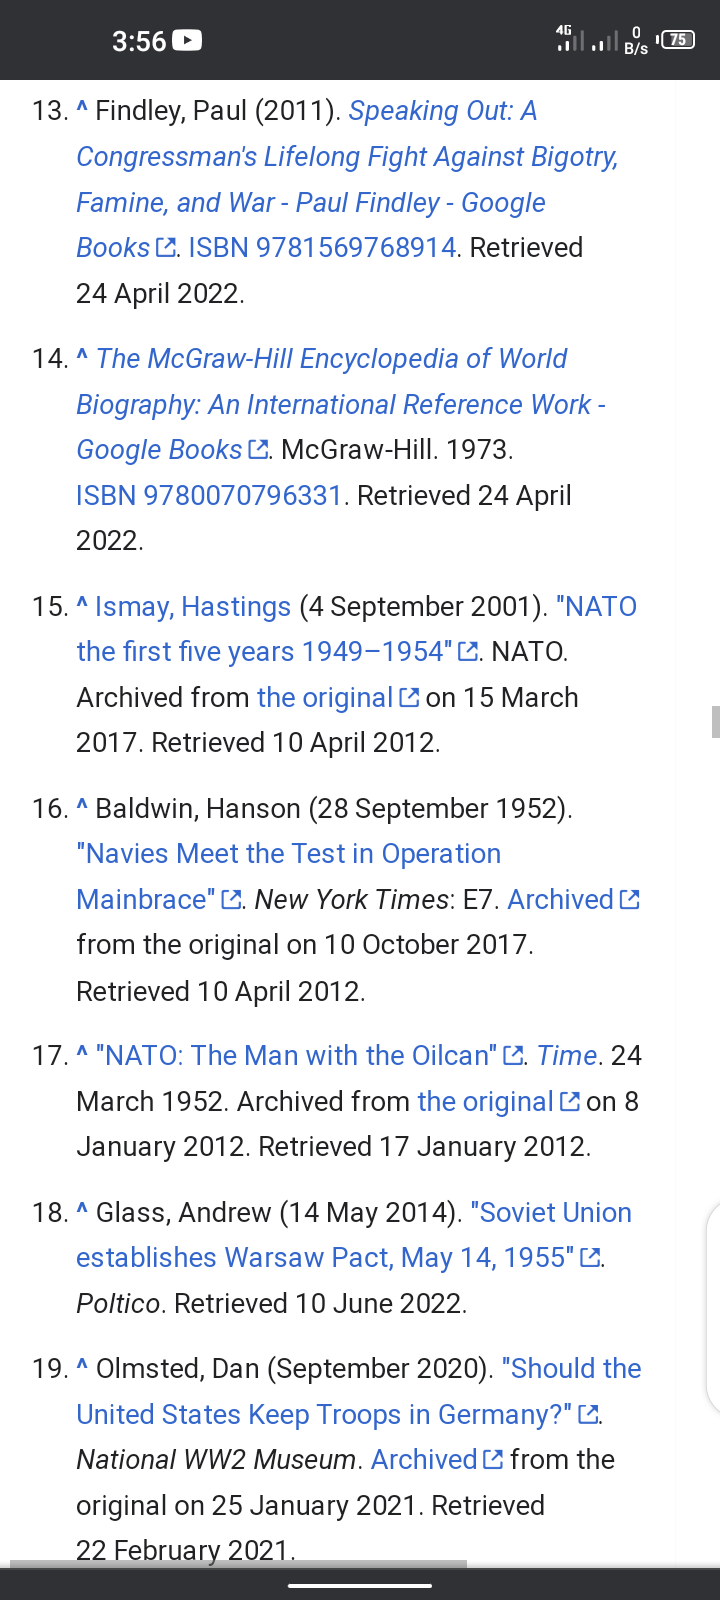 3:56
4G
0
B/s
75
13. ^ Findley, Paul (2011). Speaking Out: A
Congressman's Lifelong Fight Against Bigotry,
Famine, and War - Paul Findley - Google
Books. ISBN 9781569768914. Retrieved
24 April 2022.
14. ^ The McGraw-Hill Encyclopedia of World
Biography: An International Reference Work -
Google Books. McGraw-Hill. 1973.
ISBN 9780070796331. Retrieved 24 April
2022.
15. ^ Ismay, Hastings (4 September 2001). "NATO
the first five years 1949–1954". NATO.
Archived from the original on 15 March
2017. Retrieved 10 April 2012.
16. ^ Baldwin, Hanson (28 September 1952).
"Navies Meet the Test in Operation
Mainbrace". New York Times: E7. Archived
from the original on 10 October 2017.
Retrieved 10 April 2012.
17. ^ "NATO: The Man with the Oilcan". Time. 24
March 1952. Archived from the original on 8
January 2012. Retrieved 17 January 2012.
18. ^ Glass, Andrew (14 May 2014). "Soviet Union
establishes Warsaw Pact, May 14, 1955".
Poltico. Retrieved 10 June 2022.
19. ^ Olmsted, Dan (September 2020). "Should the
United States Keep Troops in Germany?".
National WW2 Museum. Archived from the
original on 25 January 2021. Retrieved
22 February 2021.